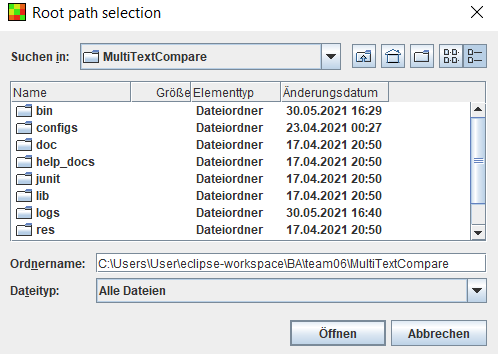 Root path selection
Suchen in: MultiTextCompare
Name Größe Elementtyp Änderungsdatum
bin Dateiordner 30.05.2021 16:29
configs Dateiordner 23.04.2021 00:27
doc Dateiordner 17.04.2021 20:50
help_docs Dateiordner 17.04.2021 20:50
junit Dateiordner 17.04.2021 20:50
lib Dateiordner 17.04.2021 20:50
logs Dateiordner 30.05.2021 16:40
res Dateiordner 17.04.2021 20:50
Ordnername: C:\Users\User\eclipse-workspace\BA\team06\MultiTextCompare
Dateityp: Alle Dateien
Öffnen Abbrechen